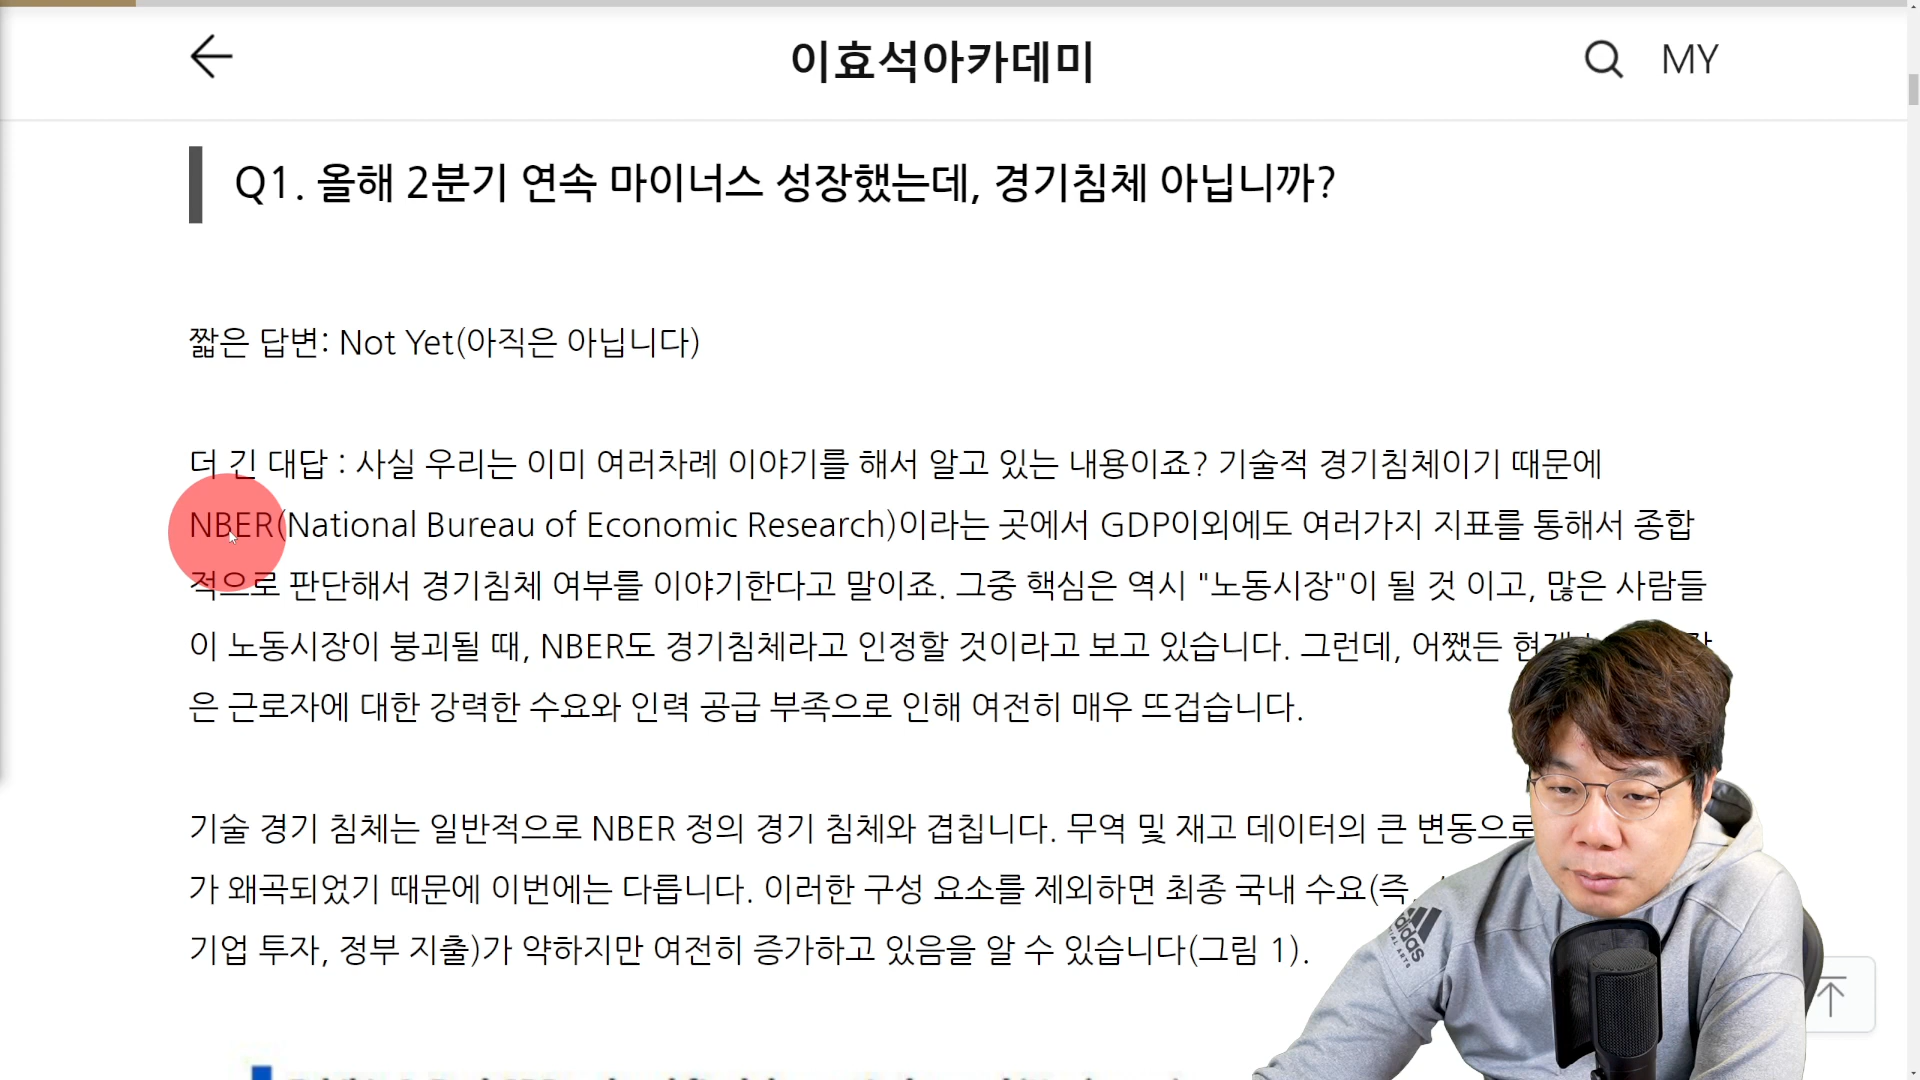 이효석아카데미
MY
Q1. 올해 2분기 연속 마이너스 성장했는데, 경기침체 아닙니까?
짧은 답변: Not Yet(아직은 아닙니다)
더 긴 대답 : 사실 우리는 이미 여러차례 이야기를 해서 알고 있는 내용이죠? 기술적 경기침체이기 때문에
NBER(National Bureau of Economic Research)이라는 곳에서 GDP이외에도 여러가지 지표를 통해서 종합
적으로 판단해서 경기침체 여부를 이야기한다고 말이죠. 그중 핵심은 역시 "노동시장"이 될 것 이고, 많은 사람들
이 노동시장이 붕괴될 때, NBER도 경기침체라고 인정할 것이라고 보고 있습니다. 그런데, 어쨌든
은 근로자에 대한 강력한 수요와 인력 공급 부족으로 인해 여전히 매우 뜨겁습니다.
기술 경기 침체는 일반적으로 NBER 정의 경기 침체와 겹칩니다. 무역 및 재고 데이터의 큰 변동으로
가 왜곡되었기 때문에 이번에는 다릅니다. 이러한 구성 요소를 제외하면 최종 국내 수요(즉,
기업 투자, 정부 지출)가 약하지만 여전히 증가하고 있음을 알 수 있습니다(그림 1).
adidas